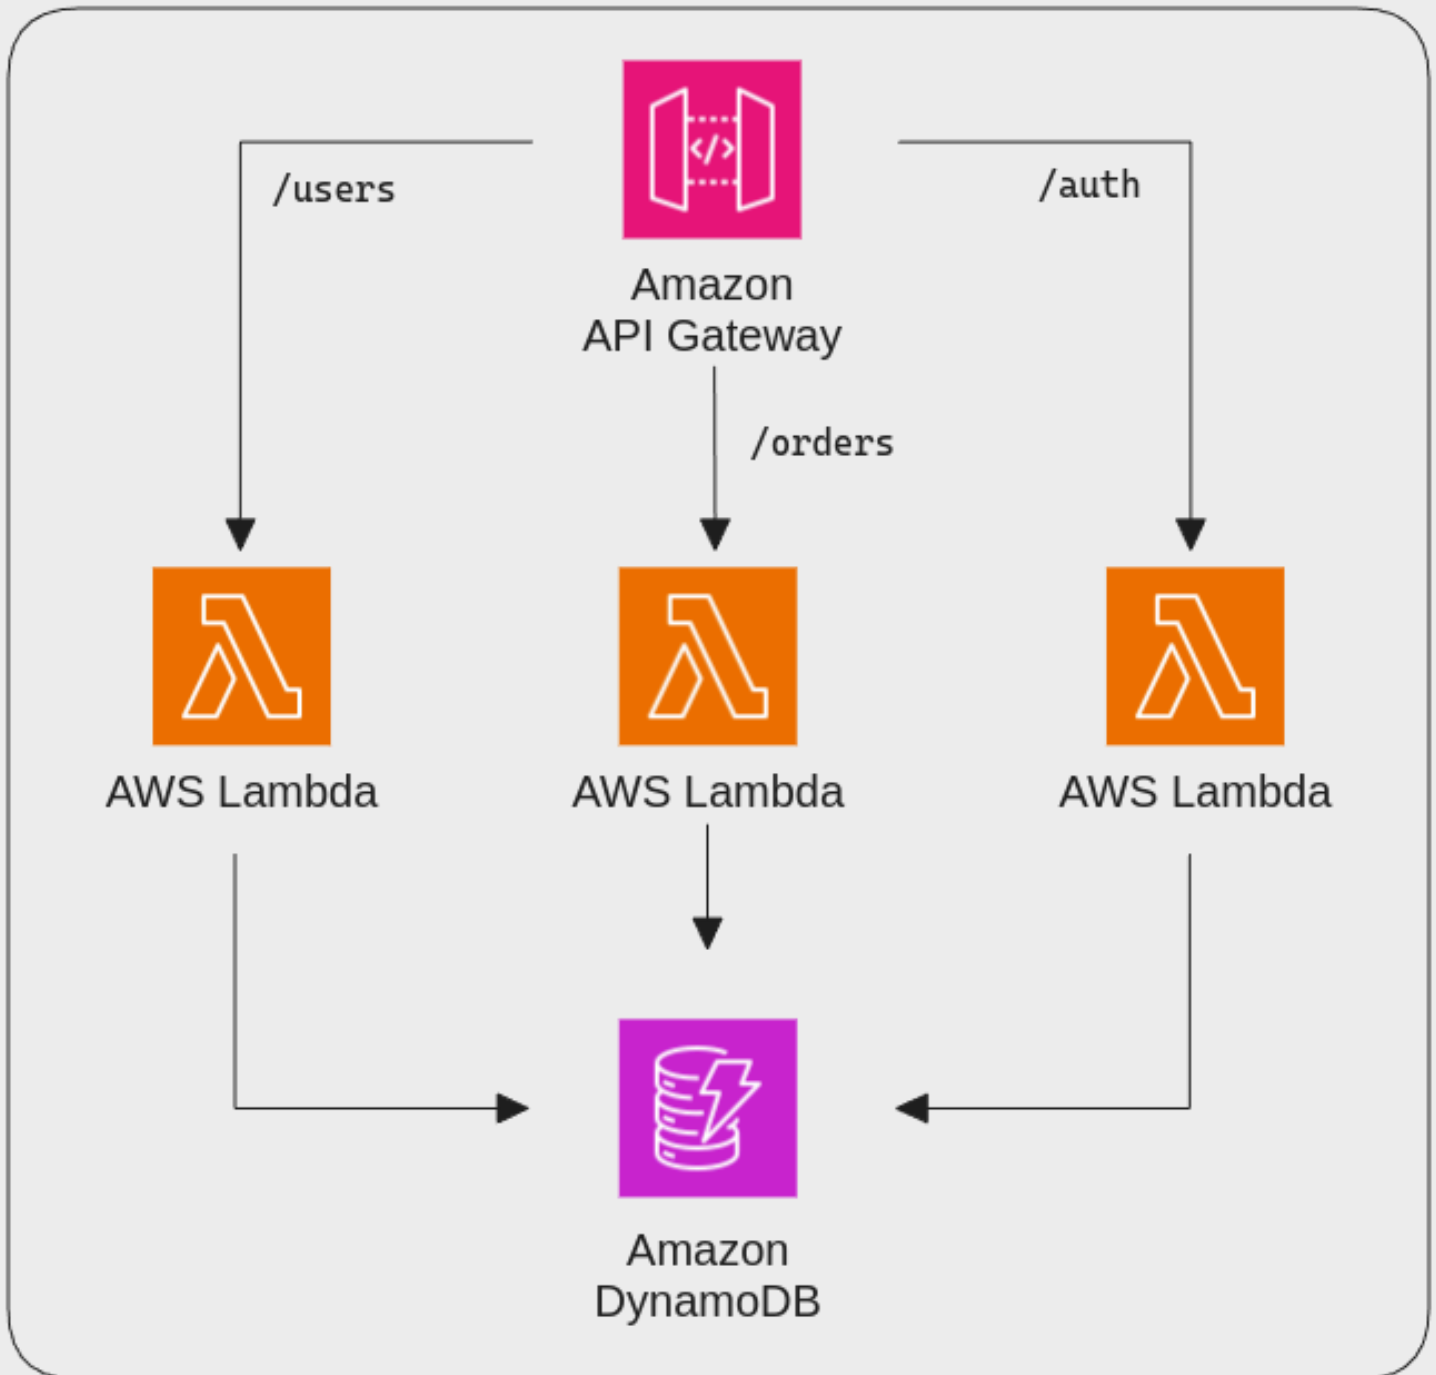 </>
/users
/auth
Amazon
API Gateway
/orders
AWS Lambda
AWS Lambda
AWS Lambda
Amazon
DynamoDB